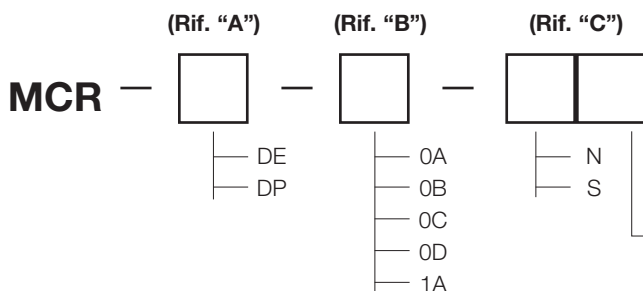 (Rif. “A”) (Rif. “B”) (Rif. “C”)
MCR — — —
DE 0A N
DP 0B S
0C
0D
1A